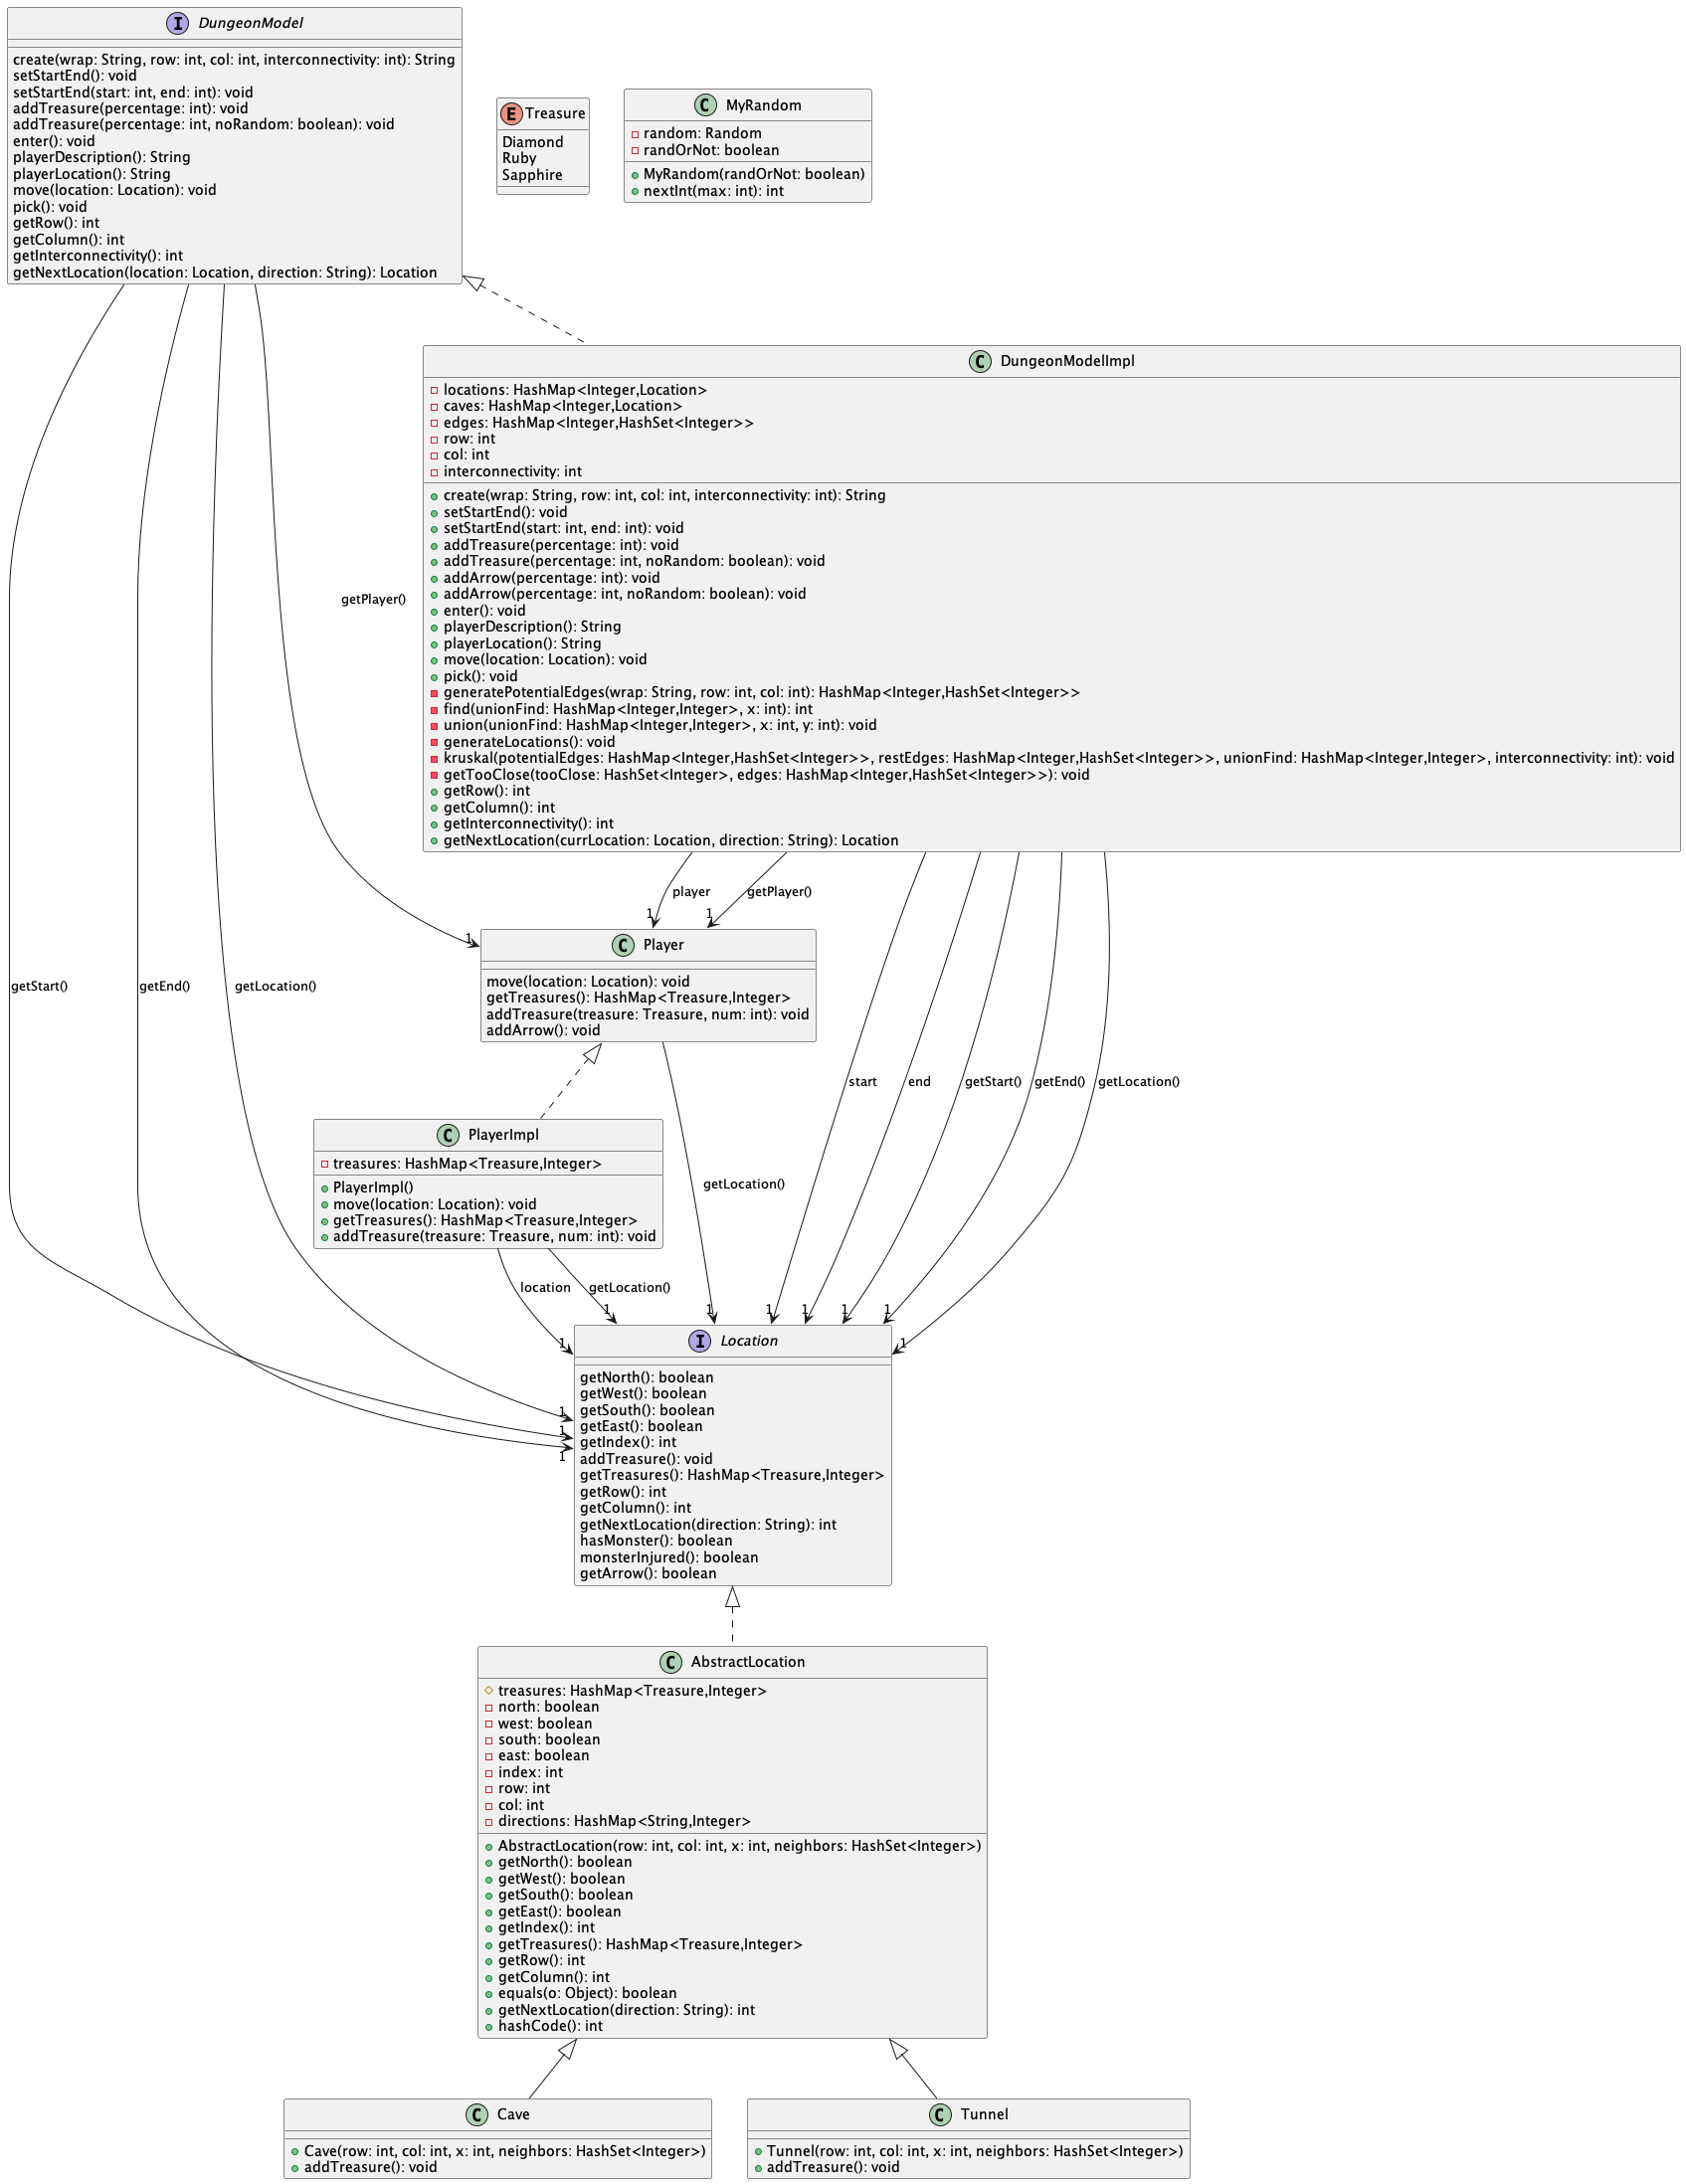 I DungeonModel
create(wrap: String, row: int, col: int, interconnectivity: int): String
setStartEnd(): void
setStartEnd(start: int, end: int): void
addTreasure(percentage: int): void
addTreasure(percentage: int, noRandom: boolean): void
enter(): void
playerDescription(): String
playerLocation(): String
move(location: Location): void
pick(): void
getRow(): int
getColumn(): int
getInterconnectivity(): int
getNextLocation(location: Location, direction: String): Location
E Treasure
Diamond
Ruby
Sapphire
C MyRandom
random: Random
randOrNot: boolean
MyRandom(randOrNot: boolean)
nextInt(max: int): int
C DungeonModelImpl
locations: HashMap<Integer,Location>
caves: HashMap<Integer,Location>
edges: HashMap<Integer,HashSet<Integer>>
row: int
col: int
interconnectivity: int
create(wrap: String, row: int, col: int, interconnectivity: int): String
setStartEnd(): void
setStartEnd(start: int, end: int): void
addTreasure(percentage: int): void
addTreasure(percentage: int, noRandom: boolean): void
addArrow(percentage: int): void
addArrow(percentage: int, noRandom: boolean): void
enter(): void
playerDescription(): String
playerLocation(): String
move(location: Location): void
pick(): void
generatePotentialEdges(wrap: String, row: int, col: int): HashMap<Integer,HashSet<Integer>>
find(unionFind: HashMap<Integer,Integer>, x: int): int
union(unionFind: HashMap<Integer,Integer>, x: int, y: int): void
generateLocations(): void
kruskal(potentialEdges: HashMap<Integer,HashSet<Integer>>, restEdges: HashMap<Integer,HashSet<Integer>>, unionFind: HashMap<Integer,Integer>, interconnectivity: int): void
getTooClose(tooClose: HashSet<Integer>, edges: HashMap<Integer,HashSet<Integer>>): void
getRow(): int
getColumn(): int
getInterconnectivity(): int
getNextLocation(currLocation: Location, direction: String): Location
getPlayer()
player
getPlayer()
1
1
1
C Player
move(location: Location): void
getTreasures(): HashMap<Treasure,Integer>
addTreasure(treasure: Treasure, num: int): void
addArrow(): void
getStart()
getEnd()
getLocation()
start
end
getStart()
getEnd()
getLocation()
C PlayerImpl
treasures: HashMap<Treasure,Integer>
PlayerImpl()
move(location: Location): void
getTreasures(): HashMap<Treasure,Integer>
addTreasure(treasure: Treasure, num: int): void
getLocation()
location
getLocation()
1
1
1
1
1
1
1
1
1
1
1
I Location
getNorth(): boolean
getWest(): boolean
getSouth(): boolean
getEast(): boolean
getIndex(): int
addTreasure(): void
getTreasures(): HashMap<Treasure,Integer>
getRow(): int
getColumn(): int
getNextLocation(direction: String): int
hasMonster(): boolean
monsterInjured(): boolean
getArrow(): boolean
C AbstractLocation
treasures: HashMap<Treasure,Integer>
north: boolean
west: boolean
south: boolean
east: boolean
index: int
row: int
col: int
directions: HashMap<String,Integer>
AbstractLocation(row: int, col: int, x: int, neighbors: HashSet<Integer>)
getNorth(): boolean
getWest(): boolean
getSouth(): boolean
getEast(): boolean
getIndex(): int
getTreasures(): HashMap<Treasure,Integer>
getRow(): int
getColumn(): int
equals(o: Object): boolean
getNextLocation(direction: String): int
hashCode(): int
C Cave
Cave(row: int, col: int, x: int, neighbors: HashSet<Integer>)
addTreasure(): void
C Tunnel
Tunnel(row: int, col: int, x: int, neighbors: HashSet<Integer>)
addTreasure(): void